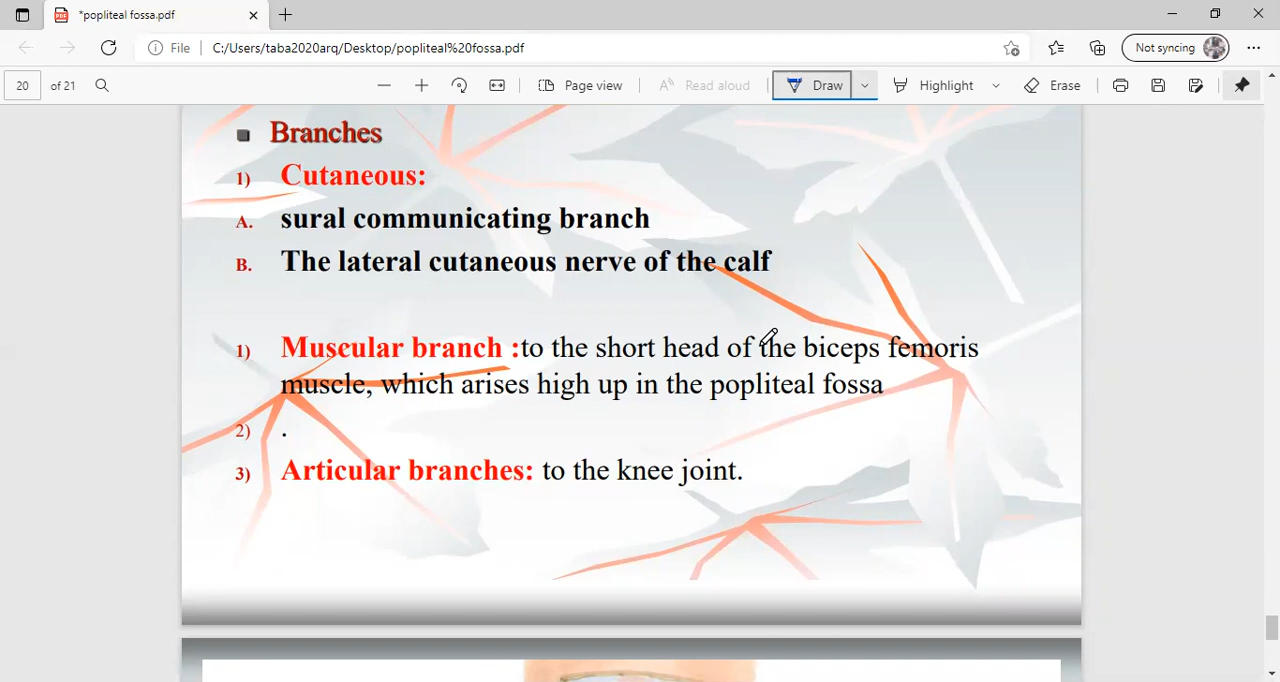 *popliteal fossa.pdf
File C:/Users/taba2020arq/Desktop/popliteal%20fossa.pdf Not syncing
20 of 21 Page view Read aloud Draw Highlight Erase
Branches
1) Cutaneous:
A. sural communicating branch
B. The lateral cutaneous nerve of the calf
1) Muscular branch :to the short head of the biceps femoris
muscle, which arises high up in the popliteal fossa
2) .
3) Articular branches: to the knee joint.